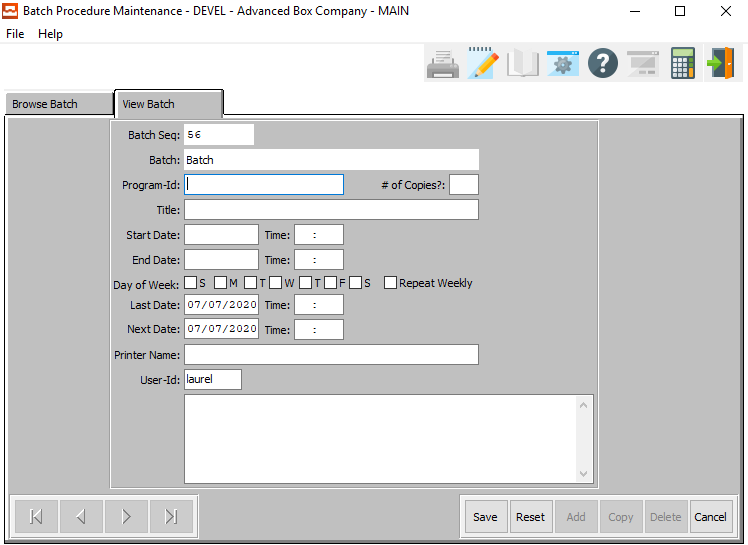 Batch Procedure Maintenance - DEVEL - Advanced Box Company - MAIN
File Help
Browse Batch View Batch
Batch Seq: 56
Batch: Batch
Program-Id: # of Copies?:
Title:
Start Date: Time: :
End Date: Time: :
Day of Week: S M T W T F S Repeat Weekly
Last Date: 07/07/2020 Time: :
Next Date: 07/07/2020 Time: :
Printer Name:
User-Id: laurel
Save Reset Add Copy Delete Cancel